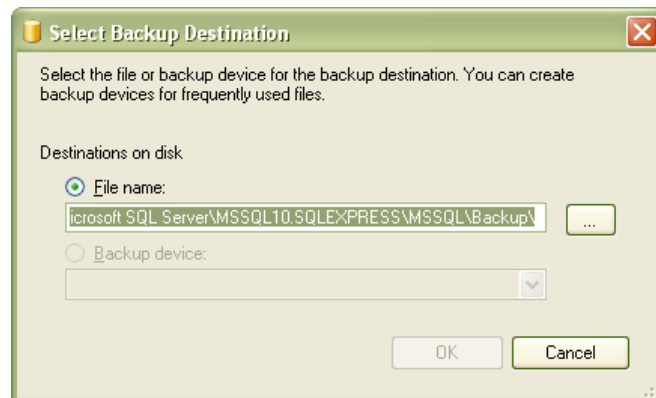 Select Backup Destination
Select the file or backup device for the backup destination. You can create
backup devices for frequently used files.
Destinations on disk
File name:
icrosoft SQL Server\MSSQL10.SQLEXPRESS\MSSQL\Backup\
...
Backup device:
OK
Cancel